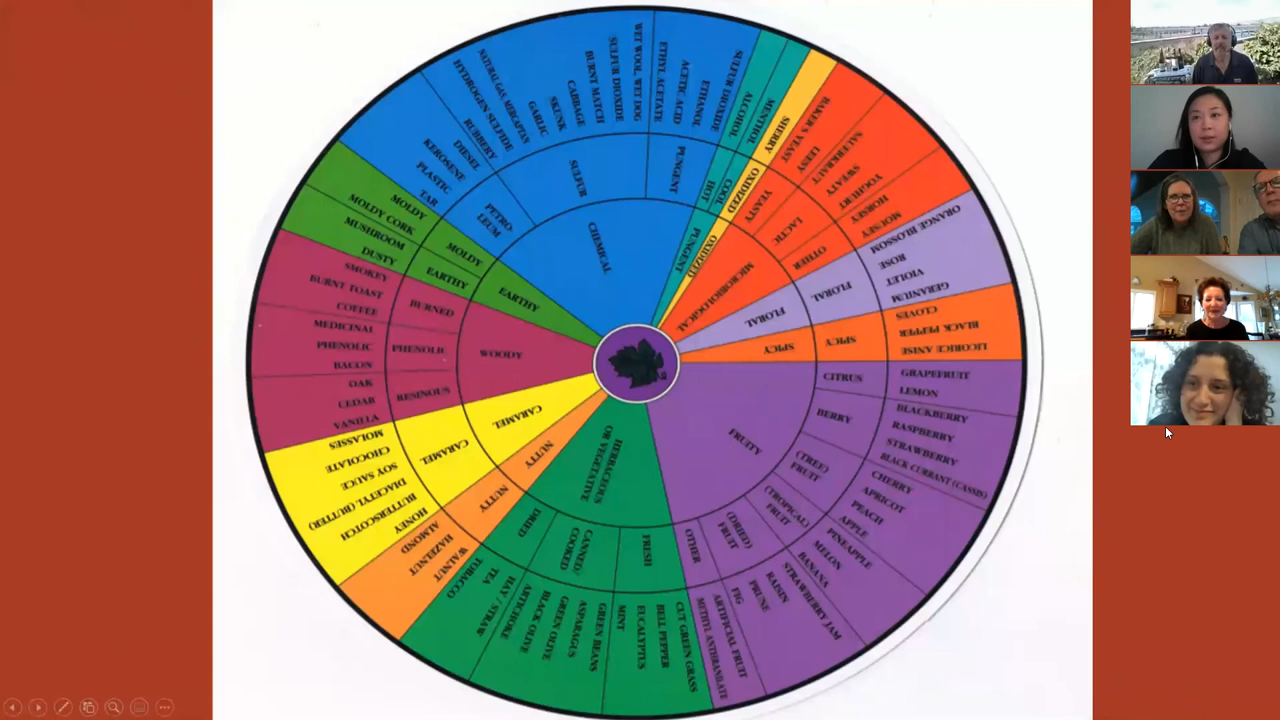 CHEMICAL
PUNGENT
OXIDIZED
MICROBIOLOGICAL
FLORAL
SPICY
FRUITY
HERBACIOUS
OR VEGETATIVE
NUTTY
CARAMEL
WOODY
EARTHY
PETRO-
LEUM
SULFUR
PUNGENT
HOT
COOL
OXIDIZED
YEASTY
LACTIC
OTHER
FLORAL
SPICY
CITRUS
BERRY
(TREE)
FRUIT
(TROPICAL)
FRUIT
(DRIED)
FRUIT
OTHER
FRESH
CANNED/
COOKED
DRIED
NUTTY
CARAMEL
RESINOUS
PHENOLIC
BURNED
EARTHY
MOLDY
TAR
PLASTIC
KEROSENE
DIESEL
RUBBERY
HYDROGEN SULFIDE
NATURAL GAS, MERCAPTAN
GARLIC
SKUNK
CABBAGE
BURNT MATCH
SULFUR DIOXIDE
WET WOOL, WET DOG
ETHYL ACETATE
ACETIC ACID
ETHANOL
SULFUR DIOXIDE
ALCOHOL
MENTHOL
SHERRY
BAKER'S YEAST
LEESY
SAUERKRAUT
SWEATY
YOGHURT
HORSEY
MOUSEY
ORANGE BLOSSOM
ROSE
VIOLET
GERANIUM
CLOVES
BLACK PEPPER
LICORICE ANISE
GRAPEFRUIT
LEMON
BLACKBERRY
RASPBERRY
STRAWBERRY
BLACK CURRANT (CASSIS)
CHERRY
APRICOT
PEACH
APPLE
PINEAPPLE
MELON
BANANA
STRAWBERRY JAM
RAISIN
PRUNE
FIG
ARTIFICIAL FRUIT
METHYL ANTHRANILATE
CUT GREEN GRASS
BELL PEPPER
EUCALYPTUS
MINT
GREEN BEANS
ASPARAGUS
GREEN OLIVE
BLACK OLIVE
ARTICHOKE
HAY / STRAW
TEA
TOBACCO
WALNUT
HAZELNUT
ALMOND
HONEY
BUTTERSCOTCH
DIACETYL (BUTTER)
SOY SAUCE
CHOCOLATE
MOLASSES
VANILLA
CEDAR
OAK
BACON
PHENOLIC
MEDICINAL
COFFEE
BURNT TOAST
SMOKEY
DUSTY
MUSHROOM
MOLDY CORK
MOLDY